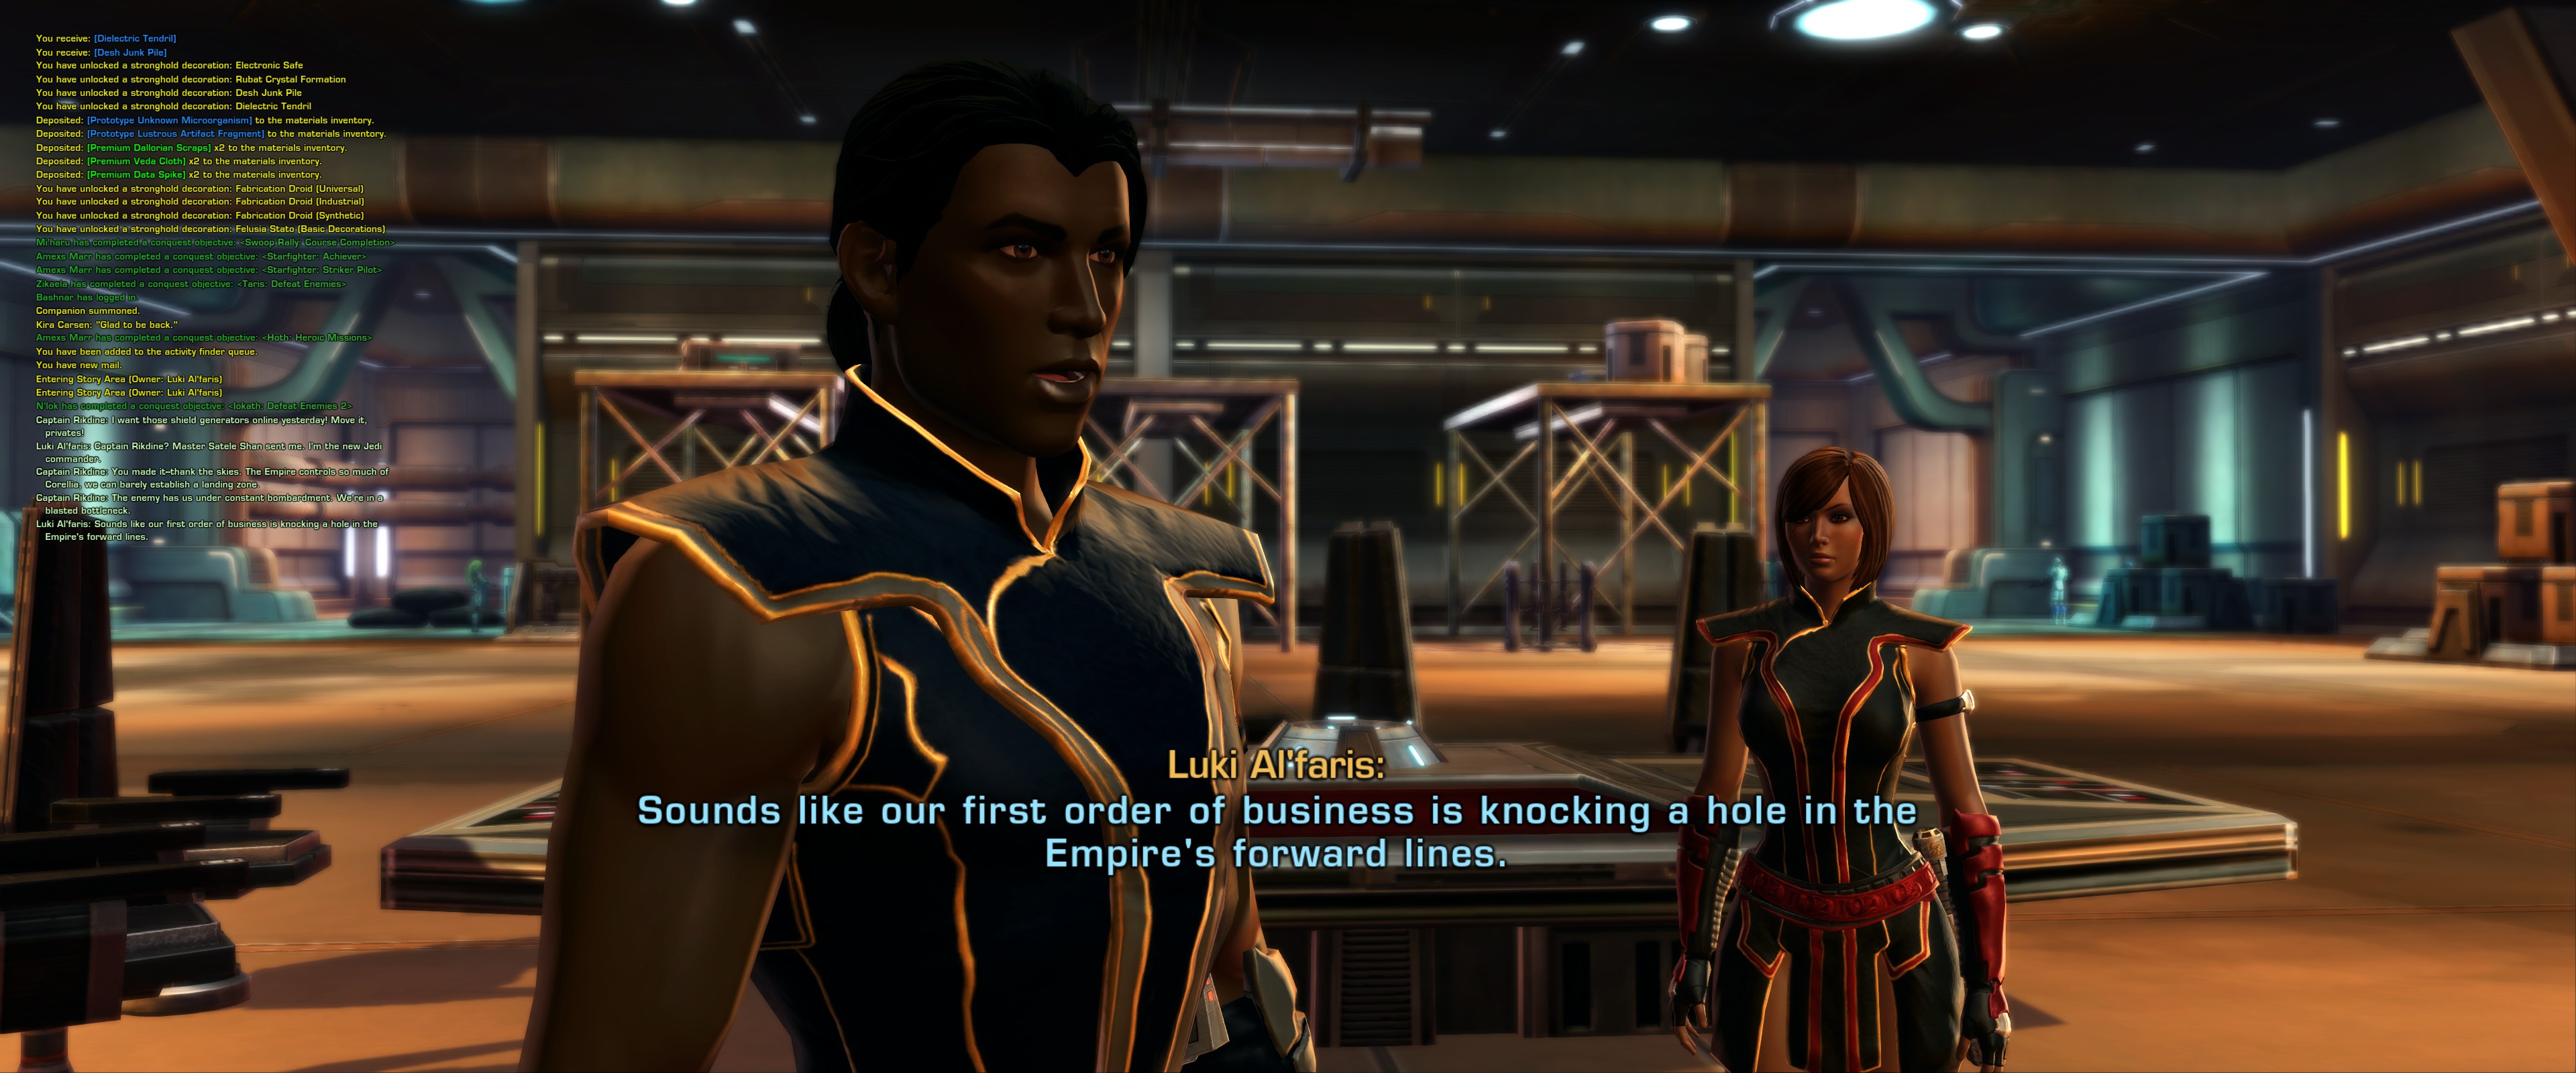 You receive: [Dielectric Tendril]
You receive: [Desh Junk Pile]
You have unlocked a stronghold decoration: Electronic Safe
You have unlocked a stronghold decoration: Rubat Crystal Formation
You have unlocked a stronghold decoration: Desh Junk Pile
You have unlocked a stronghold decoration: Dielectric Tendril
Deposited: [Prototype Unknown Microorganism] to the materials inventory.
Deposited: [Prototype Lustrous Artifact Fragment] to the materials inventory.
Deposited: [Premium Dallorian Scraps] x2 to the materials inventory.
Deposited: [Premium Veda Cloth] x2 to the materials inventory.
Deposited: [Premium Data Spike] x2 to the materials inventory.
You have unlocked a stronghold decoration: Fabrication Droid (Universal)
You have unlocked a stronghold decoration: Fabrication Droid (Industrial)
You have unlocked a stronghold decoration: Fabrication Droid (Synthetic)
You have unlocked a stronghold decoration: Felusia Stato (Basic Decorations)
Mi'haru has completed a conquest objective: <Swoop Rally: Course Completion>
Amexs Marr has completed a conquest objective: <Starfighter: Achiever>
Amexs Marr has completed a conquest objective: <Starfighter: Striker Pilot>
Zikaela has completed a conquest objective: <Taris: Defeat Enemies>
Bashnar has logged in.
Companion summoned.
Kira Carsen: "Glad to be back."
Amexs Marr has completed a conquest objective: <Hoth: Heroic Missions>
You have been added to the activity finder queue.
You have new mail.
Entering Story Area (Owner: Luki Al'faris)
Entering Story Area (Owner: Luki Al'faris)
N'lok has completed a conquest objective: <Iokath: Defeat Enemies 2>
Captain Rikdine: I want those shield generators online yesterday! Move it,
privates!
Luki Al'faris: Captain Rikdine? Master Satele Shan sent me. I'm the new Jedi
commander.
Captain Rikdine: You made it–thank the skies. The Empire controls so much of
Corellia, we can barely establish a landing zone.
Captain Rikdine: The enemy has us under constant bombardment. We're in a
blasted bottleneck.
Luki Al'faris: Sounds like our first order of business is knocking a hole in the
Empire's forward lines.
Luki Al'faris:
Sounds like our first order of business is knocking a hole in the
Empire's forward lines.